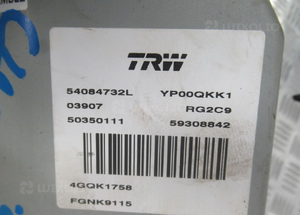 TRW
54084732L YP00QKK1
03907 RG2C9
50350111 59308842
4GQK1758
FGNK9115